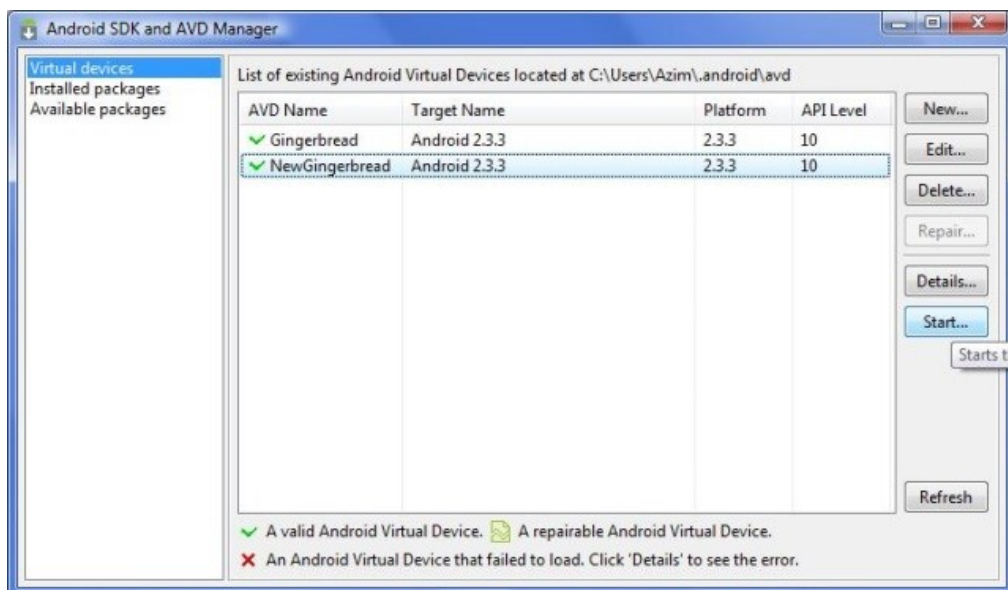 Android SDK and AVD Manager
Virtual devices
Installed packages
Available packages
List of existing Android Virtual Devices located at C:\Users\Azim\.android\avd
AVD Name Target Name Platform API Level
Gingerbread Android 2.3.3 2.3.3 10
NewGingerbread Android 2.3.3 2.3.3 10
New...
Edit...
Delete...
Repair...
Details...
Start...
Starts t
Refresh
A valid Android Virtual Device. A repairable Android Virtual Device.
An Android Virtual Device that failed to load. Click 'Details' to see the error.